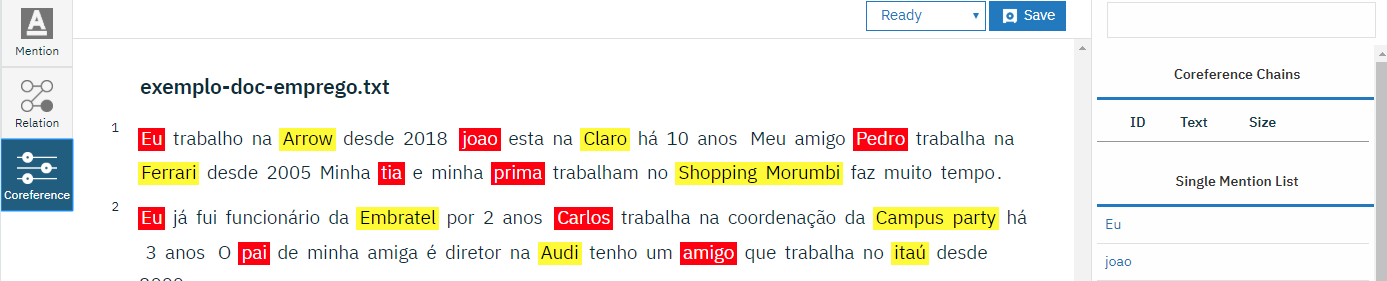 Ready
Save
Mention
Relation
Coreference
exemplo-doc-emprego.txt
1 Eu trabalho na Arrow desde 2018 joao esta na Claro há 10 anos Meu amigo Pedro trabalha na
Ferrari desde 2005 Minha tia e minha prima trabalham no Shopping Morumbi faz muito tempo.
2 Eu já fui funcionário da Embratel por 2 anos Carlos trabalha na coordenação da Campus party há
3 anos O pai de minha amiga é diretor na Audi tenho um amigo que trabalha no itaú desde
Coreference Chains
ID Text Size
Single Mention List
Eu
joao